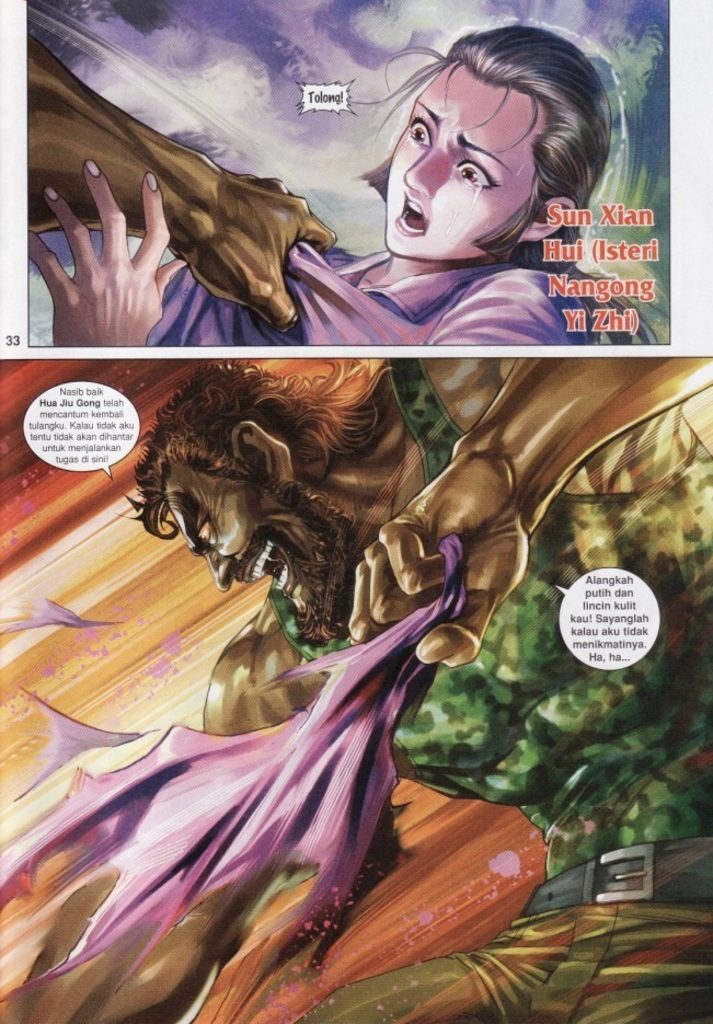 Tolong!
Sun Xian
Hui (Isteri
Nangong
Yi Zhi)
33
Nasib baik
Hua Jiu Gong telah
mencantum kembali
tulangku. Kalau tidak aku
tentu tidak akan dihantar
untuk menjalankan
tugas di sini!
Alangkah
putih dan
lincin kulit
kau! Sayanglah
kalau aku tidak
menikmatinya.
Ha, ha...